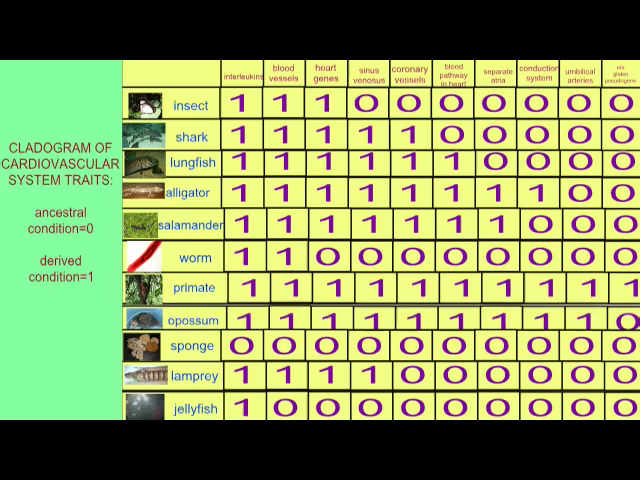 CLADOGRAM OF
CARDIOVASCULAR
SYSTEM TRAITS:
ancestral
condition=0
derived
condition=1
interleukins
blood
vessels
heart
genes
sinus
venosus
coronary
vessels
blood
pathway
in heart
separate
atria
conduction
system
umbilical
arteries
eta
globin
pseudogene
insect 1 1 1 0 0 0 0 0 0 0
shark 1 1 1 1 1 0 0 0 0 0
lungfish 1 1 1 1 1 1 0 0 0 0
alligator 1 1 1 1 1 1 1 1 0 0
salamander 1 1 1 1 1 1 1 0 0 0
worm 1 1 0 0 0 0 0 0 0 0
primate 1 1 1 1 1 1 1 1 1 1
opossum 1 1 1 1 1 1 1 1 1 0
sponge 0 0 0 0 0 0 0 0 0 0
lamprey 1 1 1 1 0 0 0 0 0 0
jellyfish 1 0 0 0 0 0 0 0 0 0